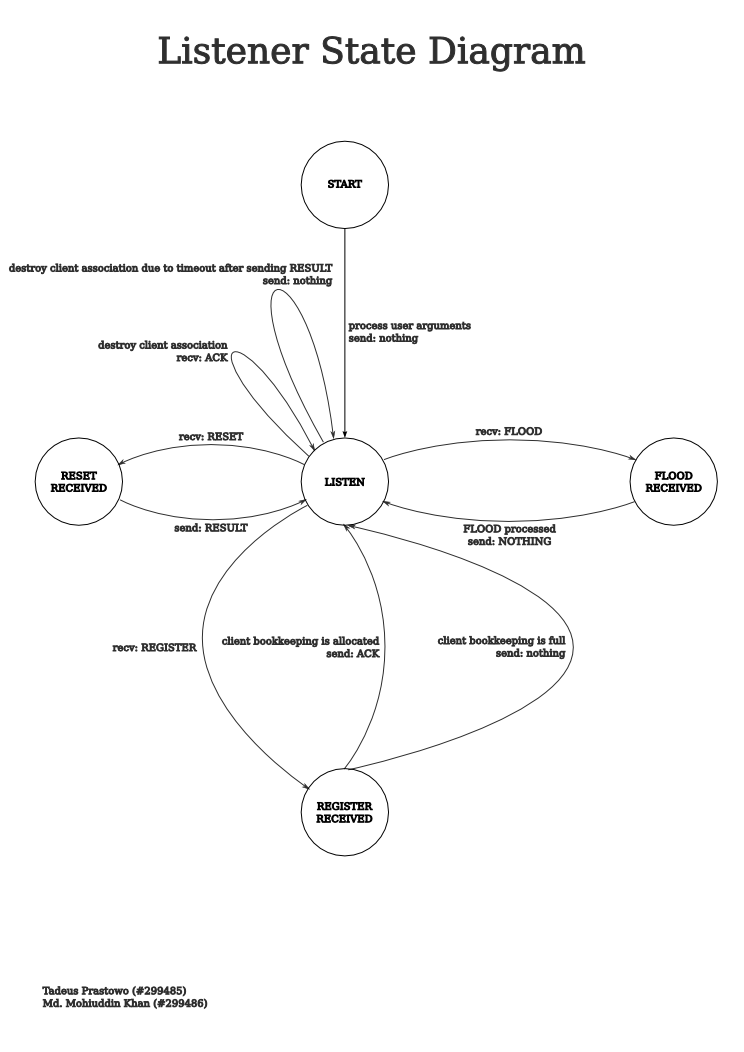 Listener State Diagram
START
destroy client association due to timeout after sending RESULT
send: nothing
process user arguments
send: nothing
destroy client association
recv: ACK
recv: RESET
recv: FLOOD
RESET
RECEIVED
LISTEN
FLOOD
RECEIVED
send: RESULT
FLOOD processed
send: NOTHING
recv: REGISTER
client bookkeeping is allocated
send: ACK
client bookkeeping is full
send: nothing
REGISTER
RECEIVED
Tadeus Prastowo (#299485)
Md. Mohiuddin Khan (#299486)